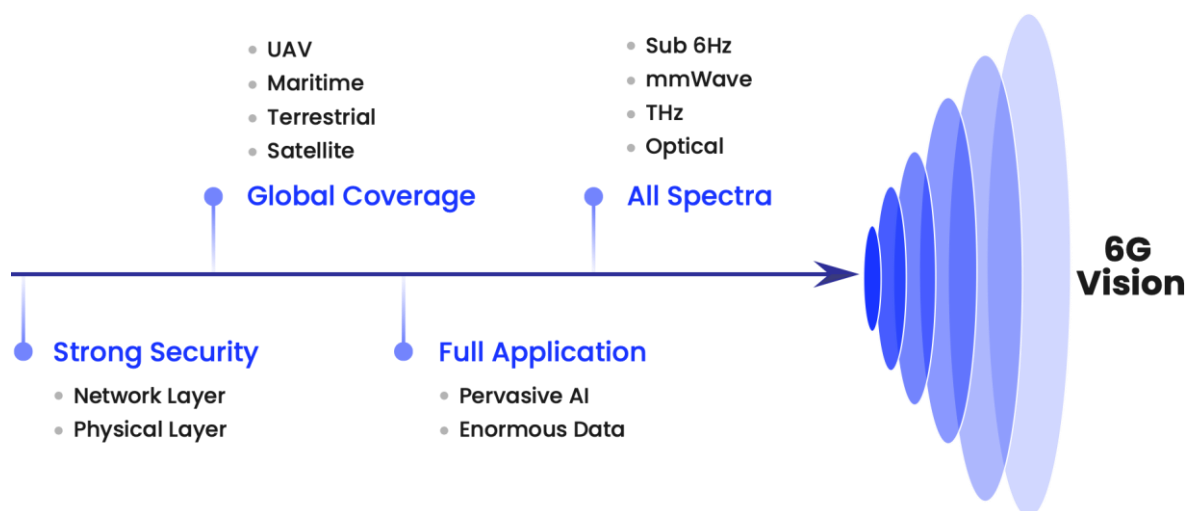 UAV
Maritime
Terrestrial
Satellite
Global Coverage
Sub 6Hz
mmWave
THz
Optical
All Spectra
Strong Security
Network Layer
Physical Layer
Full Application
Pervasive AI
Enormous Data
6G
Vision